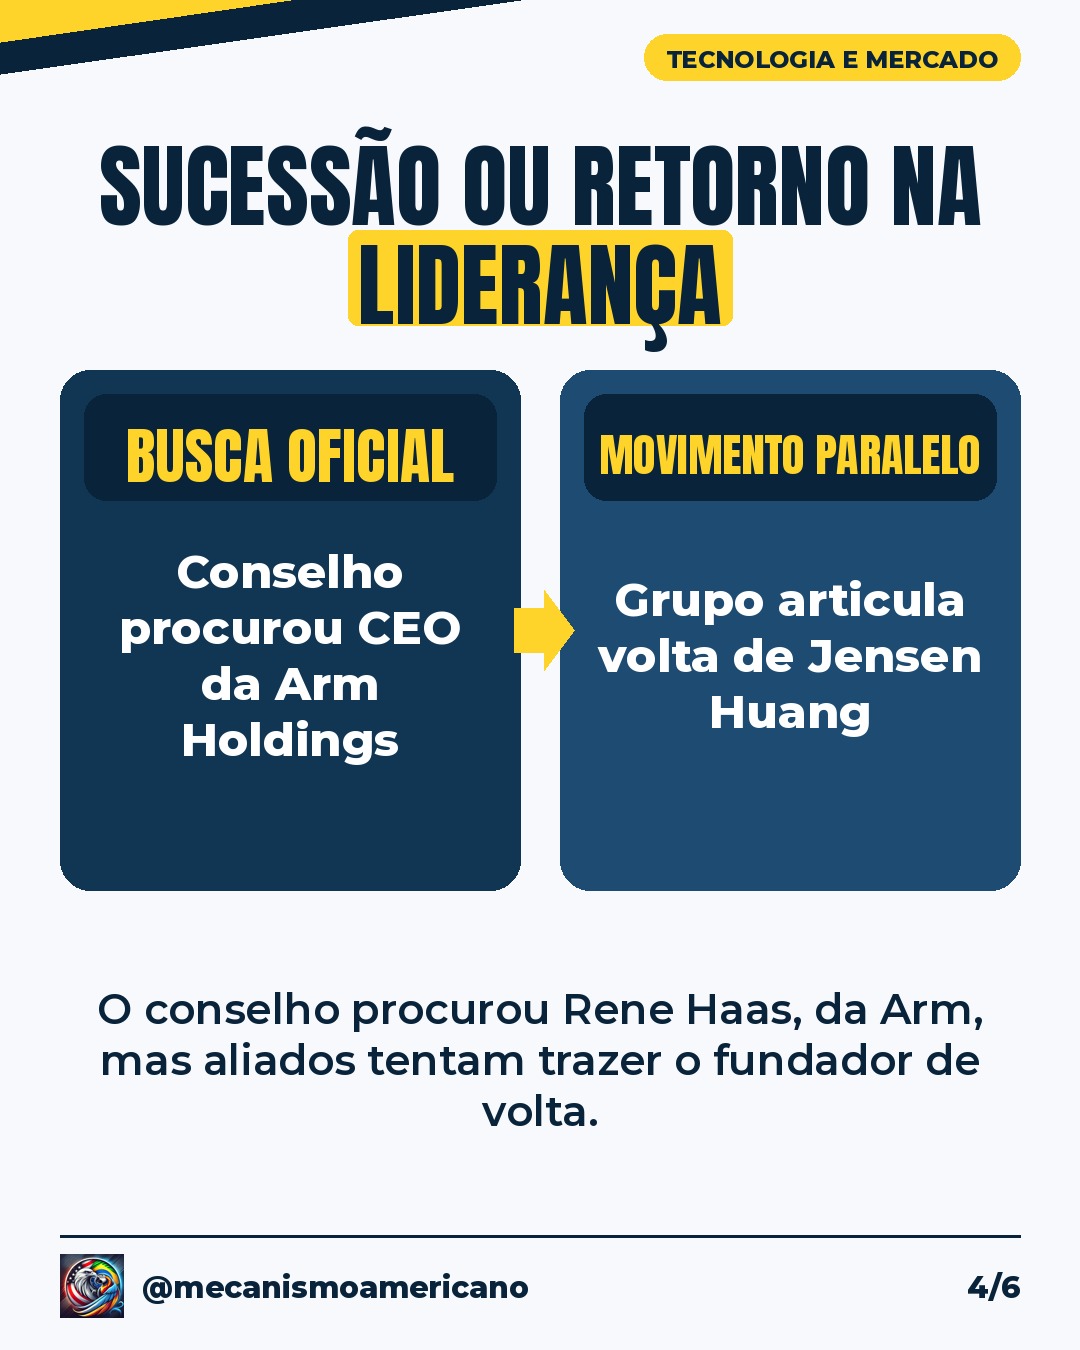 TECNOLOGIA E MERCADO
SUCESSÃO OU RETORNO NA
LIDERANÇA
BUSCA OFICIAL
Conselho
procurou CEO
da Arm
Holdings
MOVIMENTO PARALELO
Grupo articula
volta de Jensen
Huang
O conselho procurou Rene Haas, da Arm,
mas aliados tentam trazer o fundador de
volta.
@mecanismoamericano
4/6